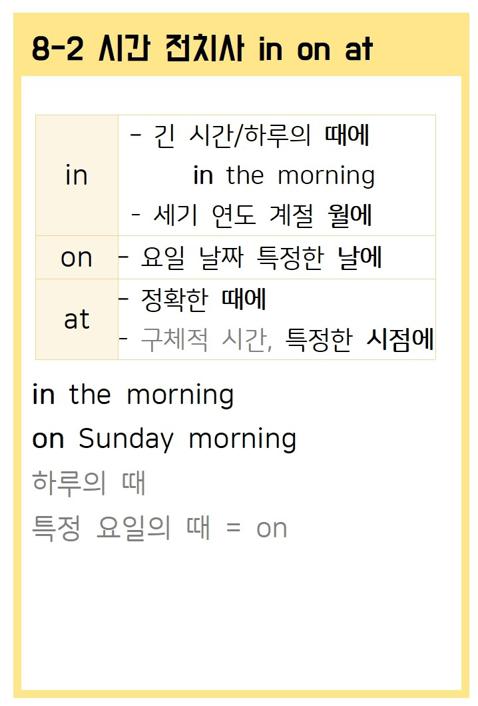 8-2 시간 전치사 in on at
in
- 긴 시간/하루의 때에
in the morning
- 세기 연도 계절 월에
on
- 요일 날짜 특정한 날에
at
- 정확한 때에
- 구체적 시간, 특정한 시점에
in the morning
on Sunday morning
하루의 때
특정 요일의 때 = on